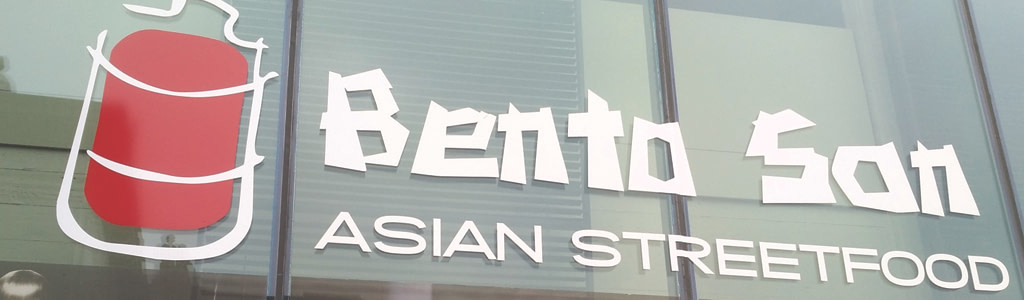 Bento San
ASIAN STREETFOOD